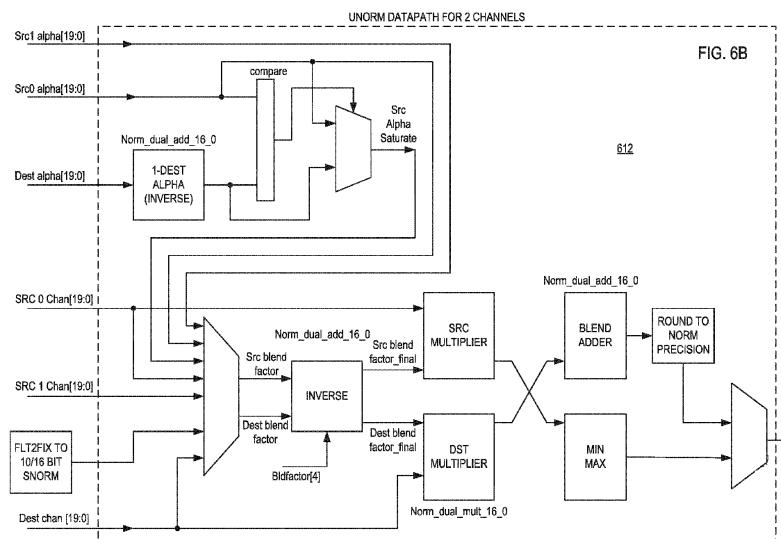 UNORM DATAPATH FOR 2 CHANNELS
FIG. 6B
612
Src1 alpha[19:0]
Src0 alpha[19:0]
compare
Src
Alpha
Saturate
Norm_dual_add_16_0
1-DEST
ALPHA
(INVERSE)
Dest alpha[19:0]
SRC 0 Chan[19:0]
SRC 1 Chan[19:0]
FLT2FIX TO
10/16 BIT
SNORM
Dest chan [19:0]
Src blend
factor
Dest blend
factor
Norm_dual_add_16_0
INVERSE
Bldfactor[4]
Src blend
factor_final
Dest blend
factor_final
SRC
MULTIPLIER
DST
MULTIPLIER
Norm_dual_mult_16_0
Norm_dual_add_16_0
BLEND
ADDER
ROUND TO
NORM
PRECISION
MIN
MAX